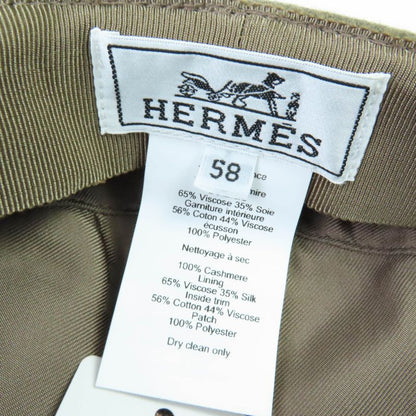 HERMÈS
58
65% Viscose 35% Soie
Garniture intérieure
56% Coton 44% Viscose
écusson
100% Polyester
Nettoyage à sec
100% Cashmere
Lining
65% Viscose 35% Silk
Inside trim
56% Cotton 44% Viscose
Patch
100% Polyester
Dry clean only